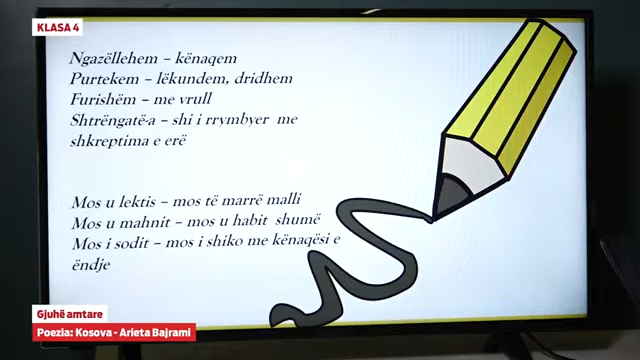 KLASA 4
Ngazëllehem – kënaqem
Purtekem – lëkundem, dridhem
Furishëm – me vrull
Shtrëngatë-a – shi i rrymbyer me
shkreptima e erë
Mos u lektis – mos të marrë malli
Mos u mahnit – mos u habit shumë
Mos i sodit – mos i shiko me kënaqësi e
ëndje
Gjuhë amtare
Poezia: Kosova - Arieta Bajrami